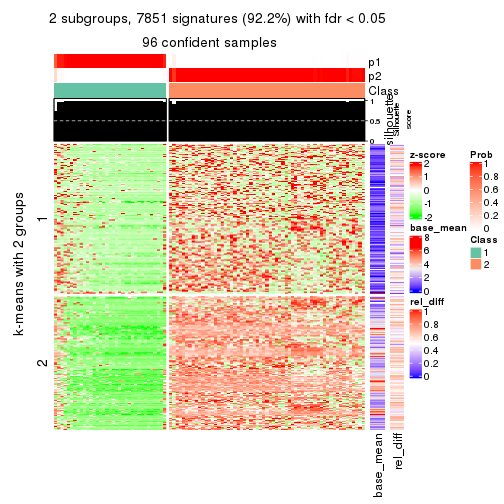 2 subgroups, 7851 signatures (92.2%) with fdr < 0.05
96 confident samples
p1
p2
Class
silhouette
Silhouette
score
1
0.5
0
k-means with 2 groups
1
2
base_mean
rel_diff
z-score
2
1
0
-1
-2
base_mean
8
6
4
2
0
rel_diff
1
0.8
0.6
0.4
0.2
0
Prob
1
0.8
0.6
0.4
0.2
0
Class
1
2